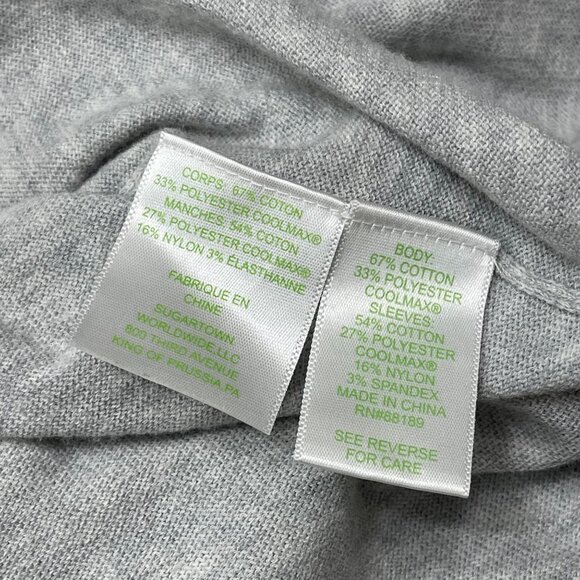 CORPS: 67% COTON
33% POLYESTER COOLMAX®
MANCHES: 54% COTON
27% POLYESTER COOLMAX®
16% NYLON 3% ÉLASTHANNE
FABRIQUE EN
CHINE
SUGARTOWN
WORLDWIDE,LLC
800 THIRD AVENUE
KING OF PRUSSIA PA
BODY:
67% COTTON
33% POLYESTER
COOLMAX®
SLEEVES:
54% COTTON
27% POLYESTER
COOLMAX®
16% NYLON
3% SPANDEX
MADE IN CHINA
RN#88189
SEE REVERSE
FOR CARE